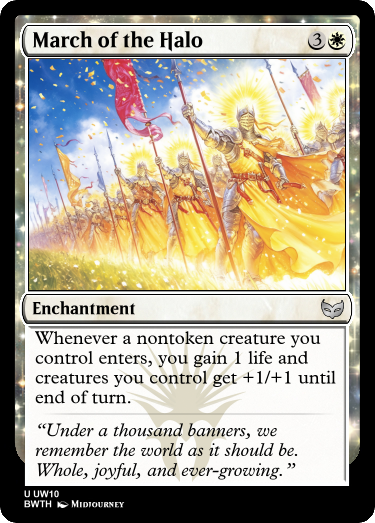 March of the Halo 3
Enchantment
Whenever a nontoken creature you
control enters, you gain 1 life and
creatures you control get +1/+1 until
end of turn.
“Under a thousand banners, we
remember the world as it should be.
Whole, joyful, and ever-growing.”
U UW10
BWTH Midjourney